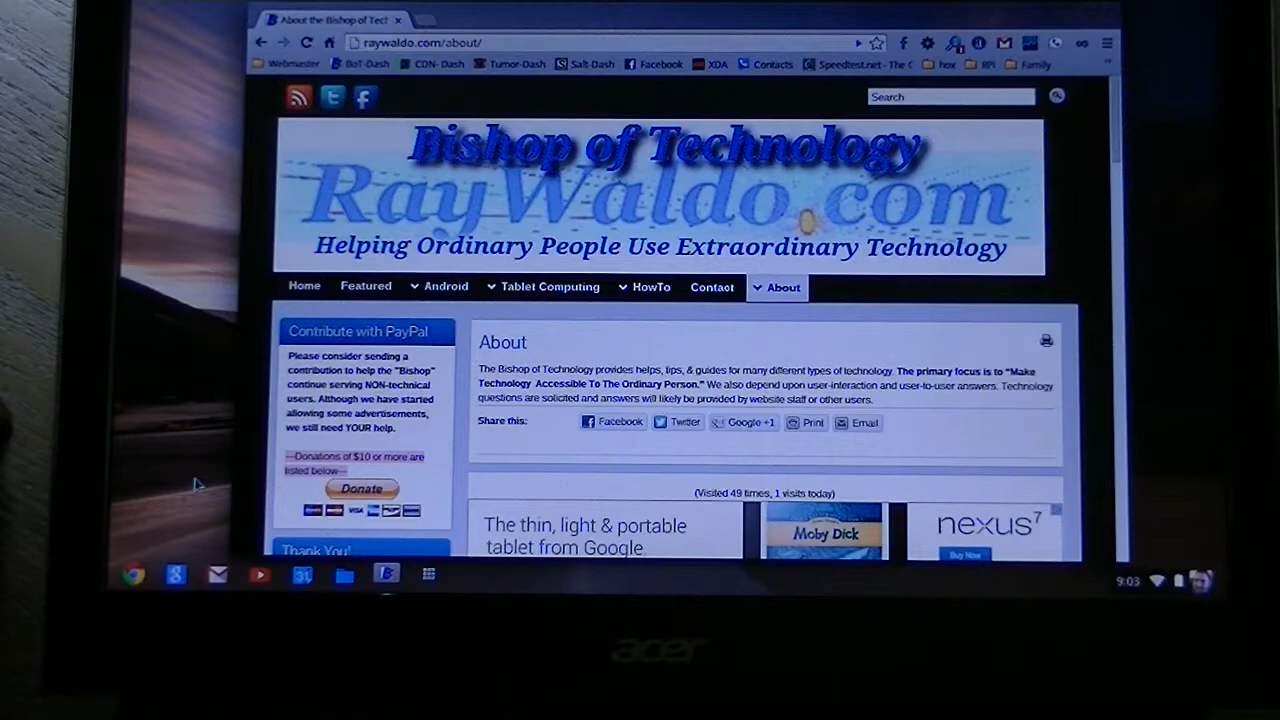 About the Bishop of Tech
raywaldo.com/about/
Webmaster BoT-Dash CDN- Dash Tumor-Dash Salt-Dash Facebook XDA Contacts Speedtest.net - The C hox RPi Family
Search
Bishop of Technology
RayWaldo.com
Helping Ordinary People Use Extraordinary Technology
Home Featured Android Tablet Computing HowTo Contact About
Contribute with PayPal
Please consider sending a
contribution to help the "Bishop"
continue serving NON-technical
users. Although we have started
allowing some advertisements,
we still need YOUR help.
---Donations of $10 or more are
listed below---
Donate
VISA
Thank You!
About
The Bishop of Technology provides helps, tips, & guides for many different types of technology. The primary focus is to "Make
Technology Accessible To The Ordinary Person." We also depend upon user-interaction and user-to-user answers. Technology
questions are solicited and answers will likely be provided by website staff or other users.
Share this: Facebook Twitter Google +1 Print Email
(Visited 49 times, 1 visits today)
The thin, light & portable
tablet from Google.
Moby Dick
nexus 7
Buy Now
31
9:03
acer